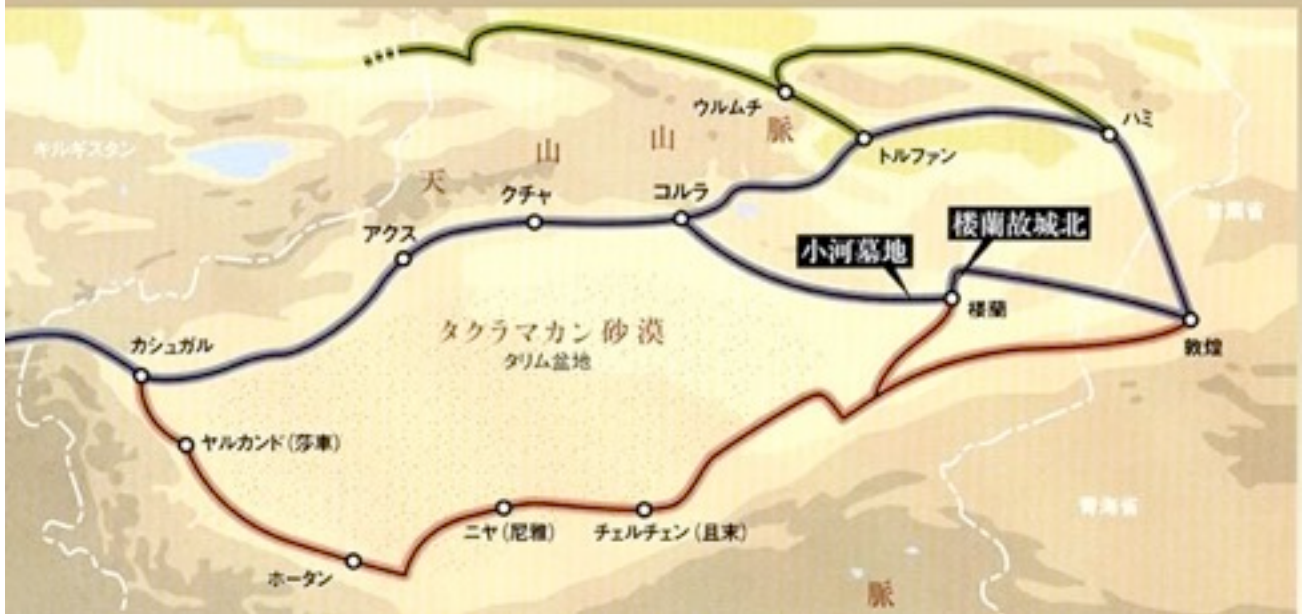 ウルムチ
ハミ
トルファン
キルギスタン
天山山脈
甘粛省
クチャ
コルラ
アクス
楼蘭故城北
小河墓地
楼蘭
タクラマカン砂漠
タリム盆地
カシュガル
敦煌
ヤルカンド(莎車)
ニヤ(尼雅)
チェルチェン(且末)
青海省
ホータン
脈